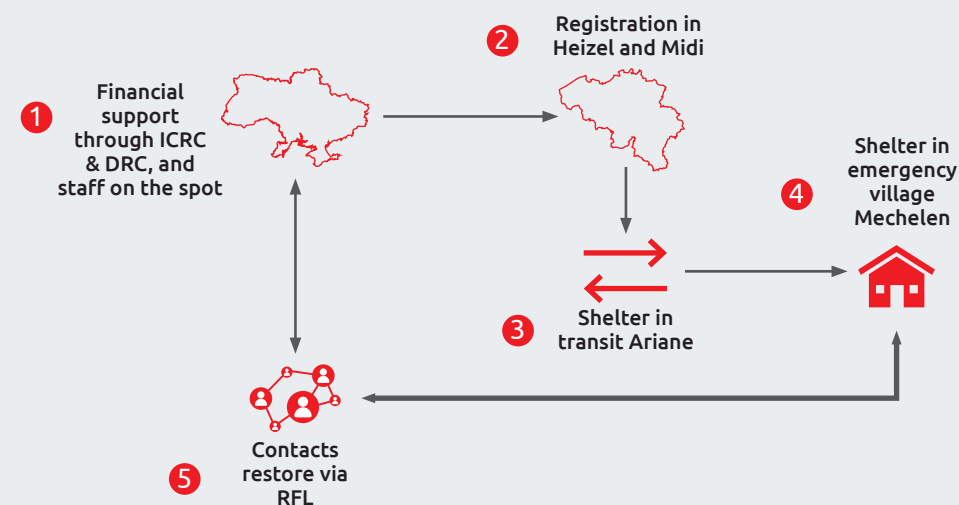 1
Financial
support
through ICRC
& DRC, and
staff on the spot
2
Registration in
Heizel and Midi
3
Shelter in
transit Ariane
4
Shelter in
emergency
village
Mechelen
5
Contacts
restore via
RFL